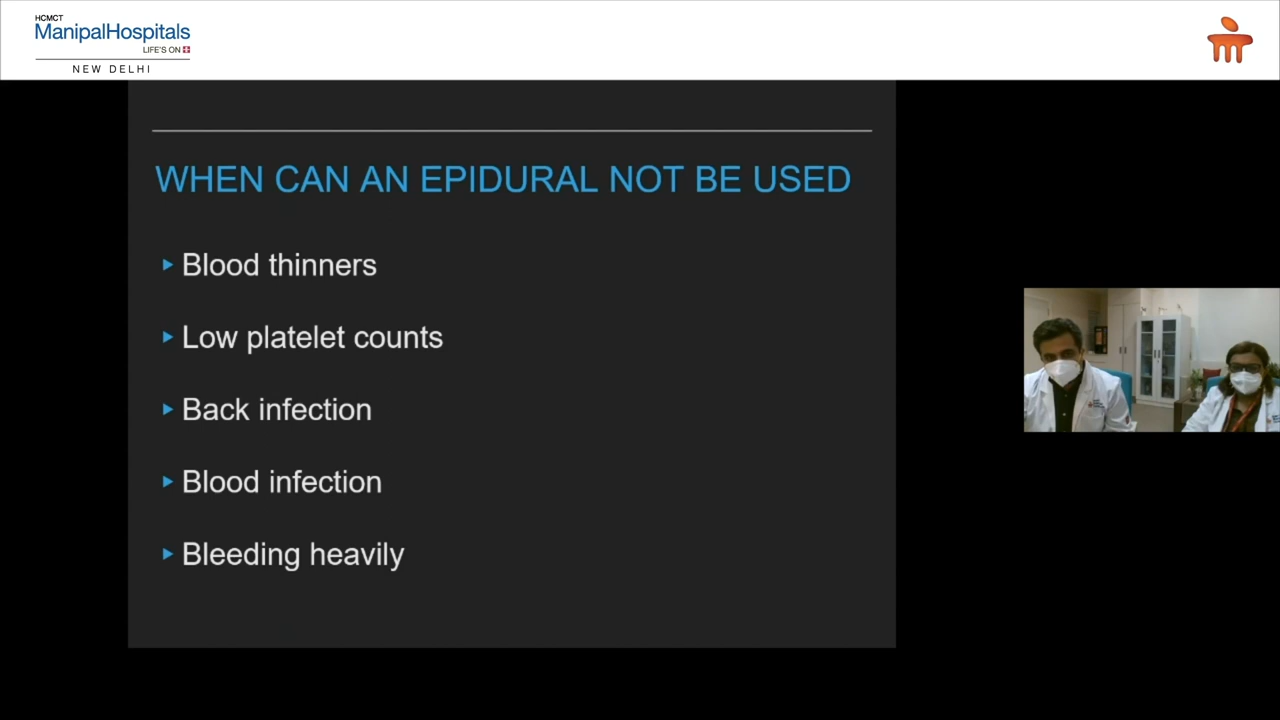 HCMCT
ManipalHospitals
LIFE'S ON
NEW DELHI
WHEN CAN AN EPIDURAL NOT BE USED
Blood thinners
Low platelet counts
Back infection
Blood infection
Bleeding heavily